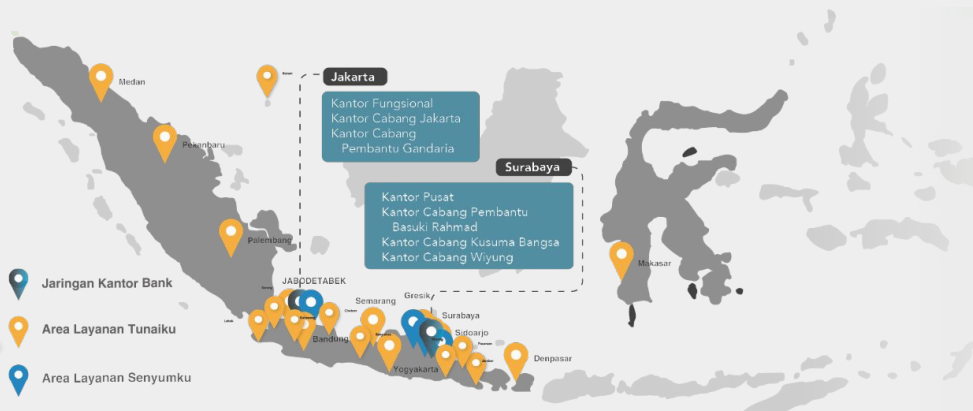 Jakarta
Kantor Fungsional
Kantor Cabang Jakarta
Kantor Cabang
Pembantu Gandaria
Surabaya
Kantor Pusat
Kantor Cabang Pembantu
Basuki Rahmad
Kantor Cabang Kusuma Bangsa
Kantor Cabang Wiyung
Medan
Pekanbaru
Palembang
Makasar
JABODETABEK
Bandung
Semarang
Yogyakarta
Gresik
Surabaya
Sidoarjo
Denpasar
Jaringan Kantor Bank
Area Layanan Tunaiku
Area Layanan Senyumku